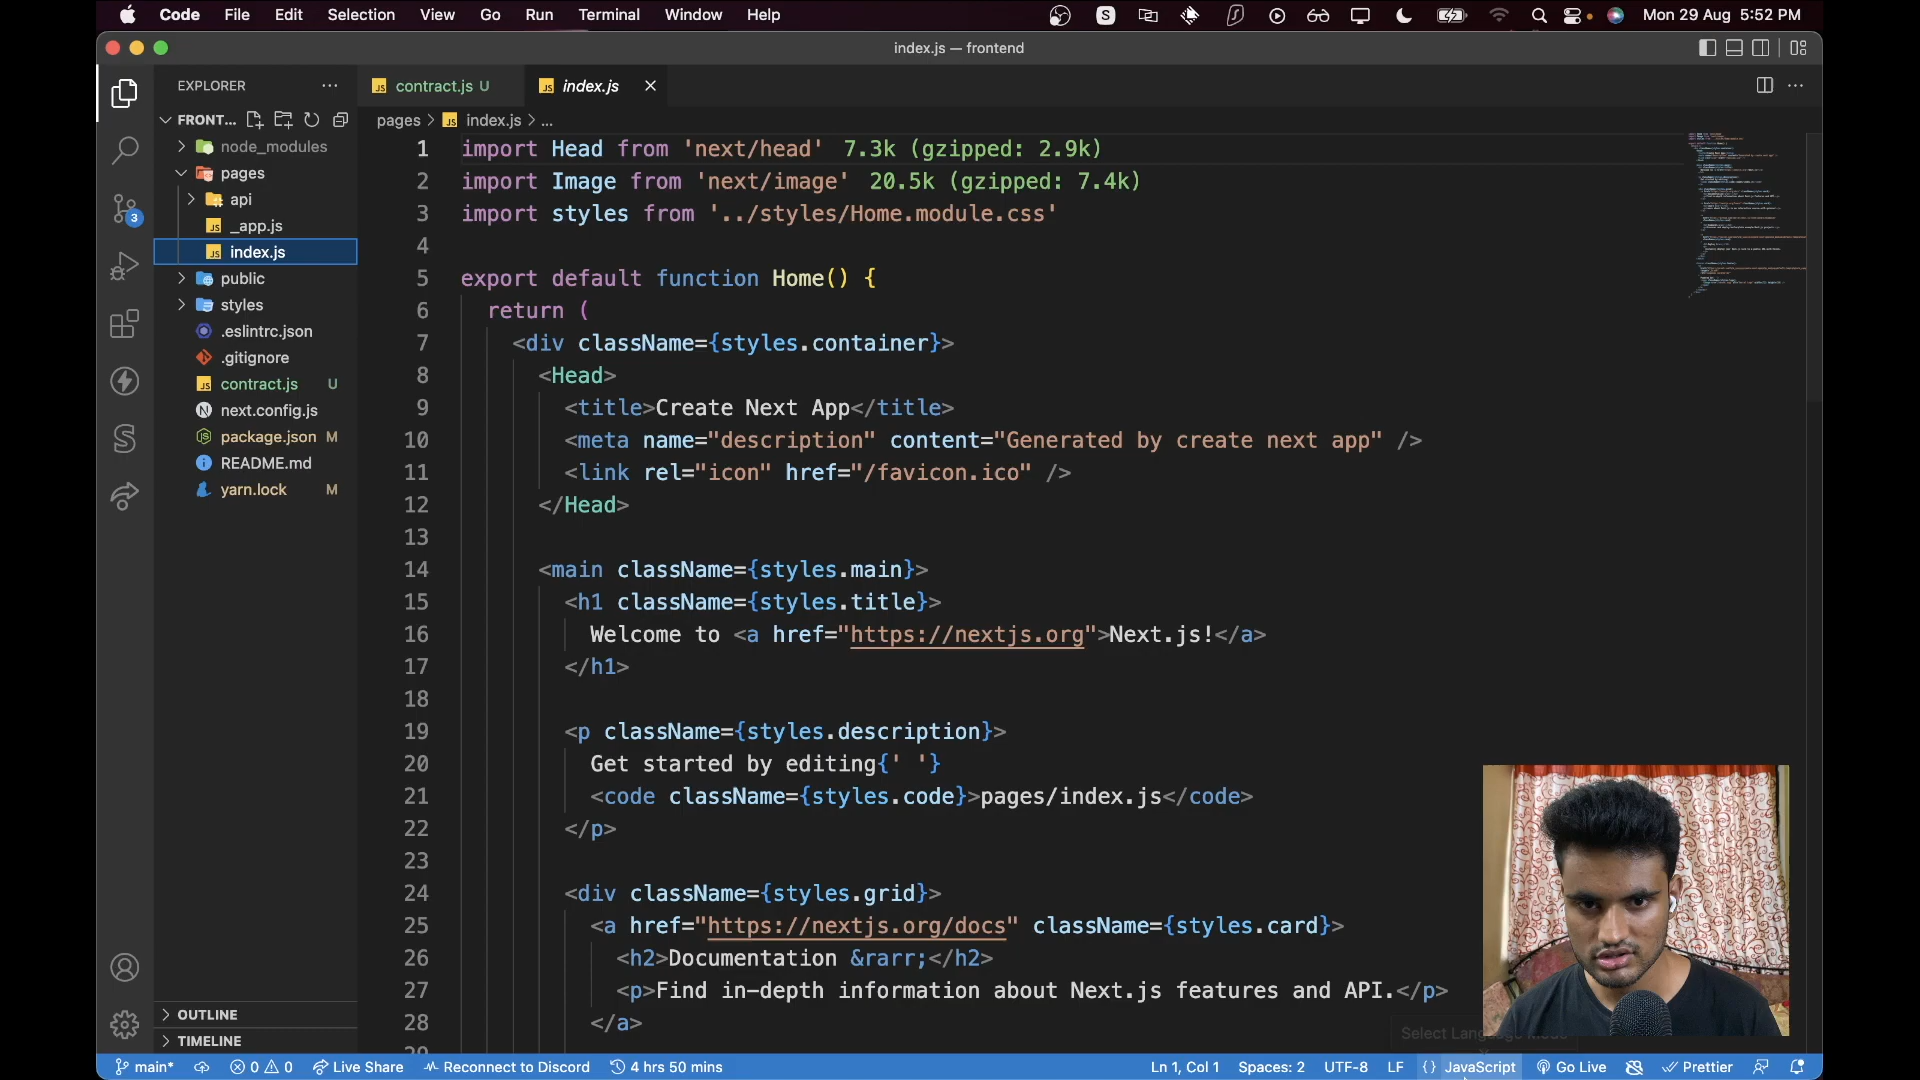 Code File Edit Selection View Go Run Terminal Window Help Mon 29 Aug 5:52 PM
index.js — frontend
EXPLORER
contract.js U
index.js
FRONT...
pages > index.js > ...
node_modules
pages
api
_app.js
index.js
public
styles
.eslintrc.json
.gitignore
contract.js U
next.config.js
package.json M
README.md
yarn.lock M
OUTLINE
TIMELINE
3
1 import Head from 'next/head' 7.3k (gzipped: 2.9k)
2 import Image from 'next/image' 20.5k (gzipped: 7.4k)
3 import styles from '../styles/Home.module.css'
4
5 export default function Home() {
6 return (
7 <div className={styles.container}>
8 <Head>
9 <title>Create Next App</title>
10 <meta name="description" content="Generated by create next app" />
11 <link rel="icon" href="/favicon.ico" />
12 </Head>
13
14 <main className={styles.main}>
15 <h1 className={styles.title}>
16 Welcome to <a href="https://nextjs.org">Next.js!</a>
17 </h1>
18
19 <p className={styles.description}>
20 Get started by editing{' '}
21 <code className={styles.code}>pages/index.js</code>
22 </p>
23
24 <div className={styles.grid}>
25 <a href="https://nextjs.org/docs" className={styles.card}>
26 <h2>Documentation &rarr;</h2>
27 <p>Find in-depth information about Next.js features and API.</p>
28 </a>
29
Select Language Mode
main* 0 0 Live Share Reconnect to Discord 4 hrs 50 mins Ln 1, Col 1 Spaces: 2 UTF-8 LF {} JavaScript Go Live Prettier